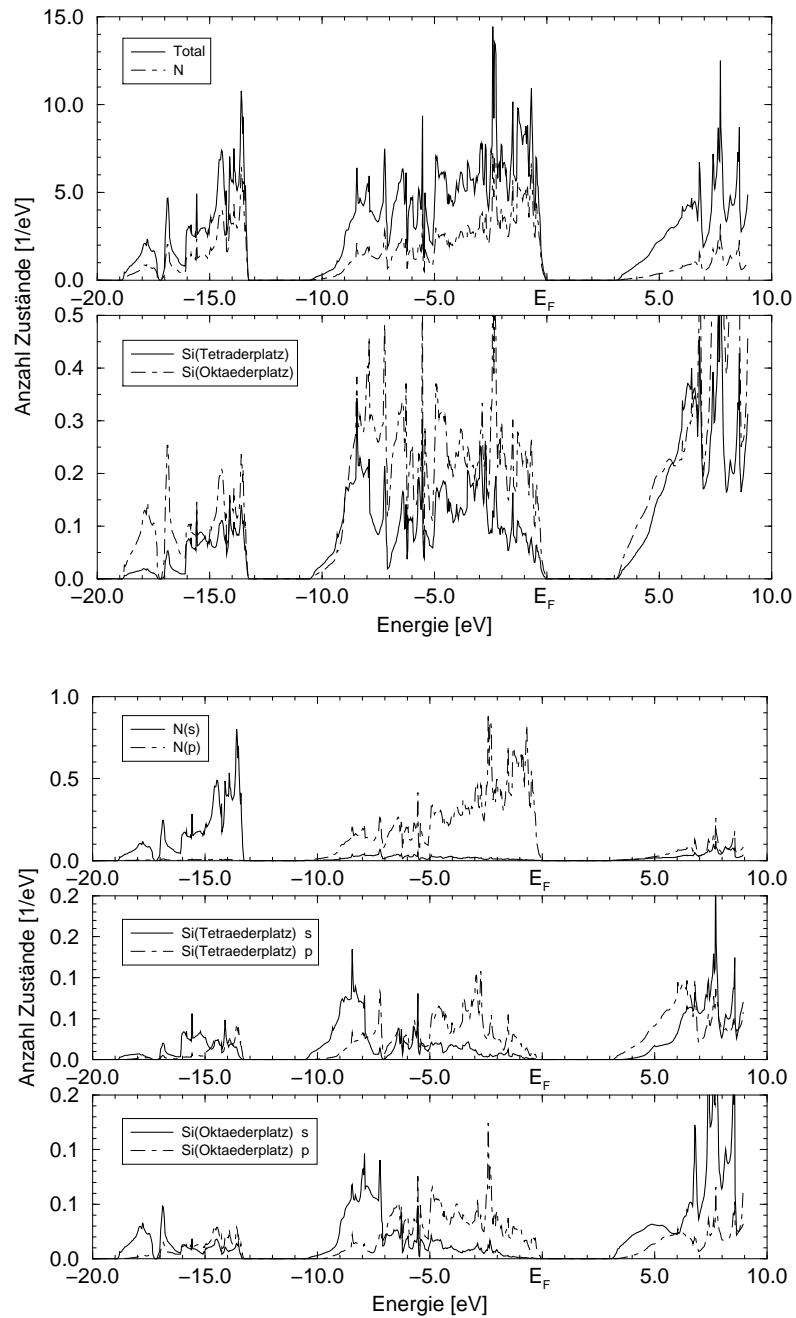 15.0
Total
N
10.0
5.0
0.0
−20.0 −15.0 −10.0 −5.0 E_F 5.0 10.0
Anzahl Zustände [1/eV]
0.5
Si(Tetraderplatz)
Si(Oktaederplatz)
0.4
0.3
0.2
0.1
0.0
−20.0 −15.0 −10.0 −5.0 E_F 5.0 10.0
Energie [eV]
1.0
N(s)
N(p)
0.5
0.0
−20.0 −15.0 −10.0 −5.0 E_F 5.0 10.0
Anzahl Zustände [1/eV]
0.2
Si(Tetraederplatz) s
Si(Tetraederplatz) p
0.2
0.1
0.1
0.0
−20.0 −15.0 −10.0 −5.0 E_F 5.0 10.0
0.2
Si(Oktaederplatz) s
Si(Oktaederplatz) p
0.1
0.1
0.0
−20.0 −15.0 −10.0 −5.0 E_F 5.0 10.0
Energie [eV]